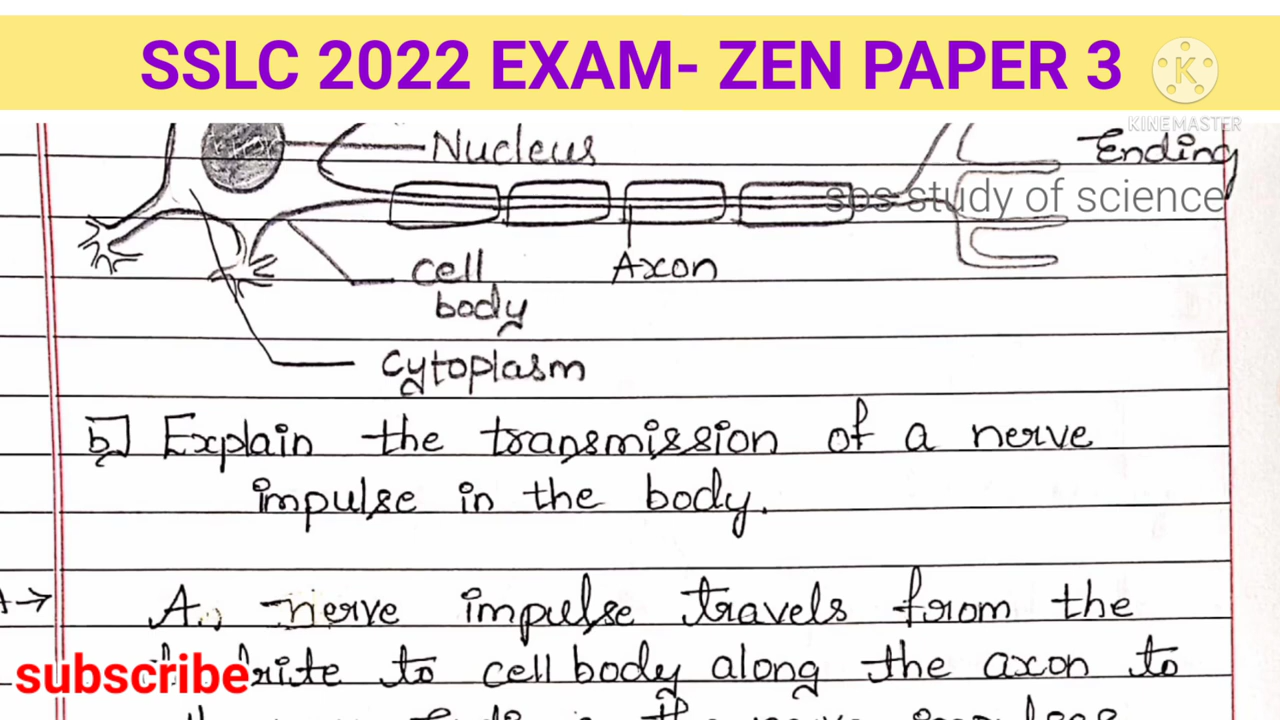 SSLC 2022 EXAM- ZEN PAPER 3
K
KINEMASTER
Nucleus
Ending
sps study of science
Cell
body
Axon
Cytoplasm
b] Explain the transmission of a nerve
impulse in the body.
A→ A nerve impulse travels from the
subscribe
to cell body along the axon to